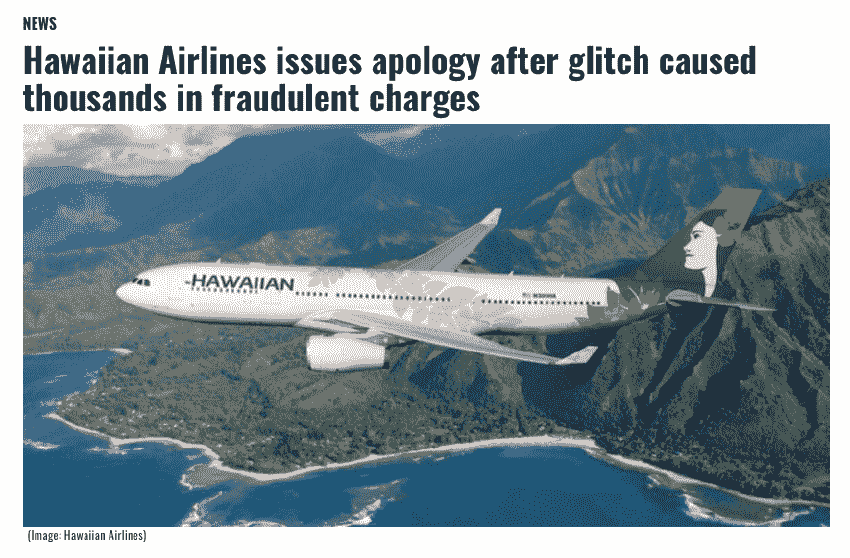 NEWS
Hawaiian Airlines issues apology after glitch caused
thousands in fraudulent charges
HAWAIIAN
(Image: Hawaiian Airlines)